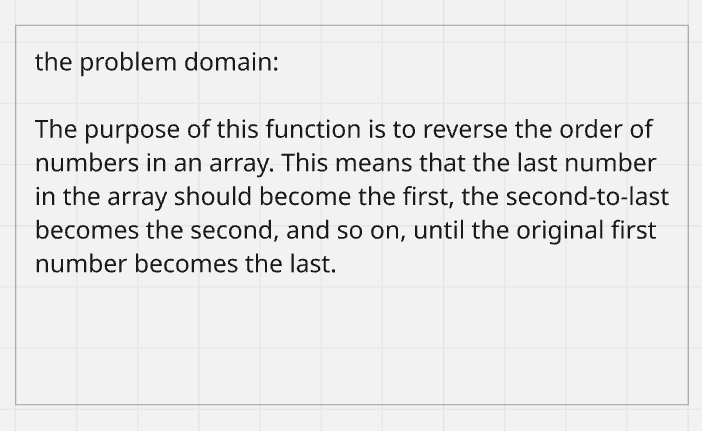 the problem domain:
The purpose of this function is to reverse the order of
numbers in an array. This means that the last number
in the array should become the first, the second-to-last
becomes the second, and so on, until the original first
number becomes the last.